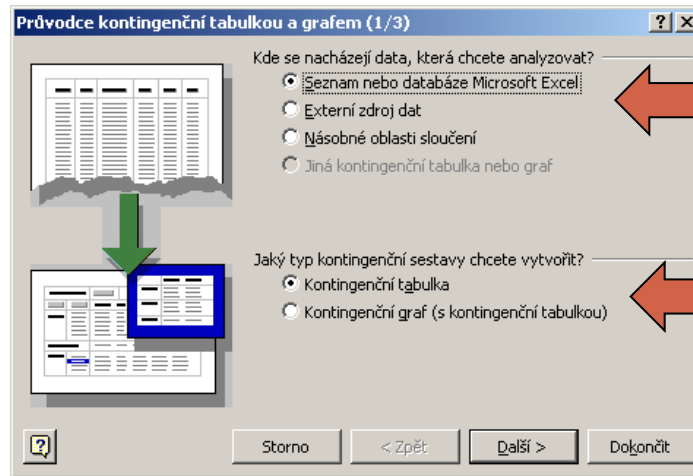 Průvodce kontingenční tabulkou a grafem (1/3)
Kde se nacházejí data, která chcete analyzovat?
Seznam nebo databáze Microsoft Excel
Externí zdroj dat
Násobné oblasti sloučení
Jiná kontingenční tabulka nebo graf
Jaký typ kontingenční sestavy chcete vytvořit?
Kontingenční tabulka
Kontingenční graf (s kontingenční tabulkou)
Storno
< Zpět
Další >
Dokončit